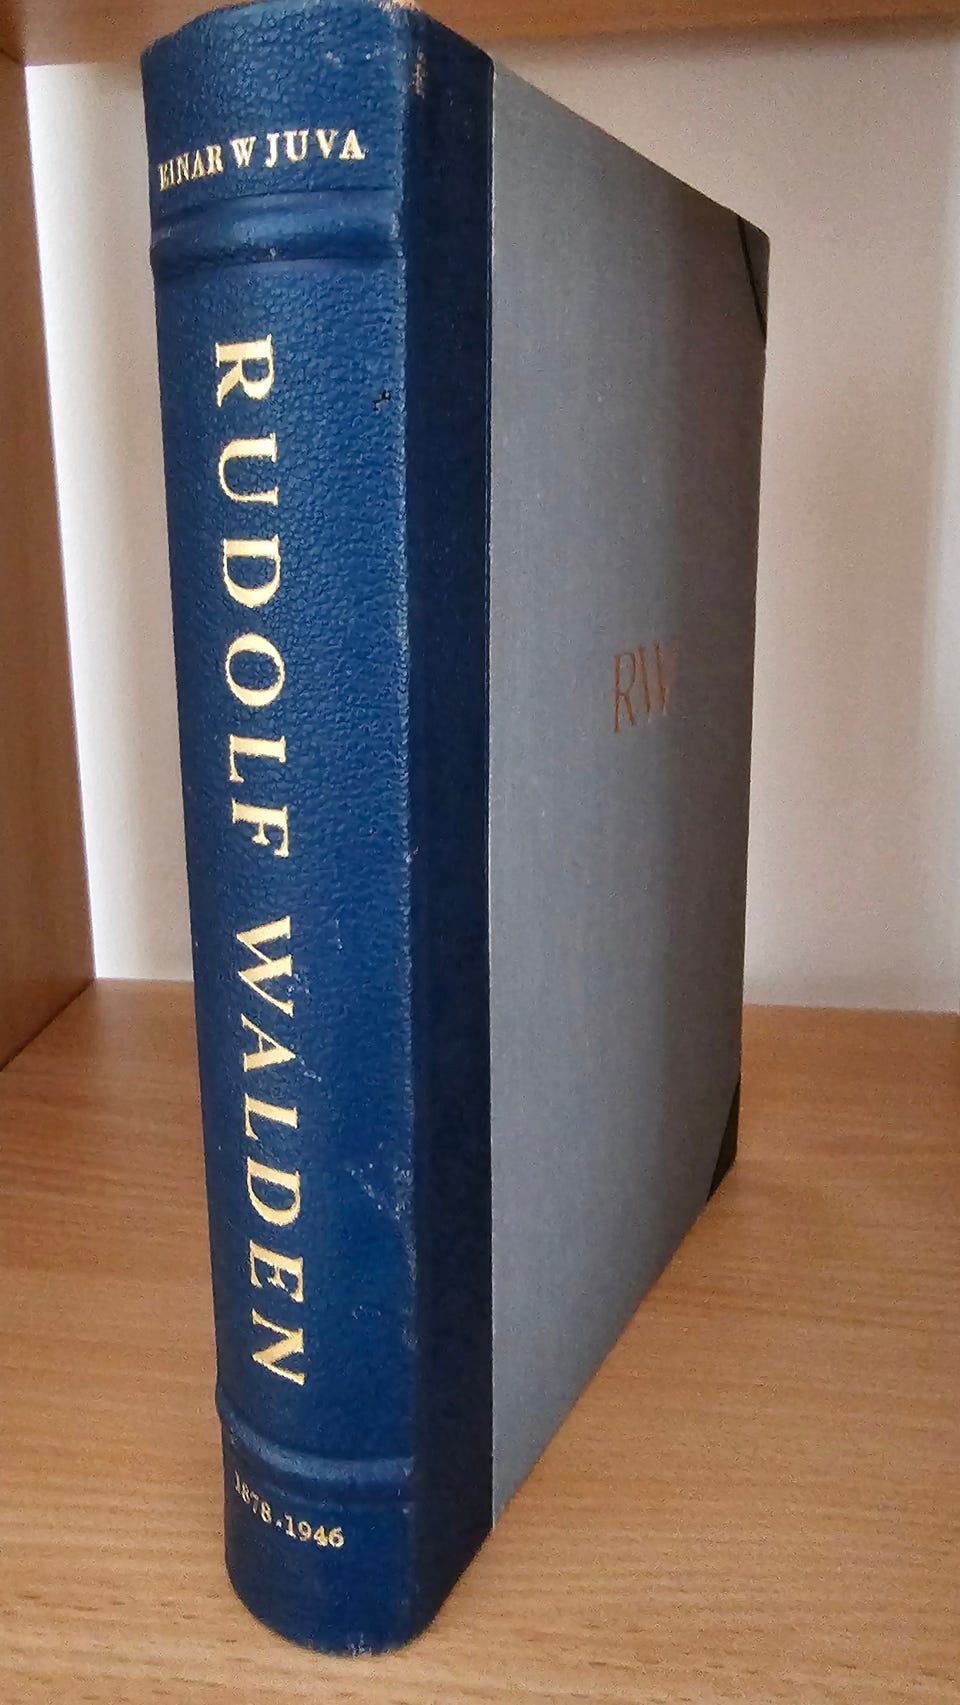 EINAR W JUVA
RUDOLF WALDEN
1878.1946
RW